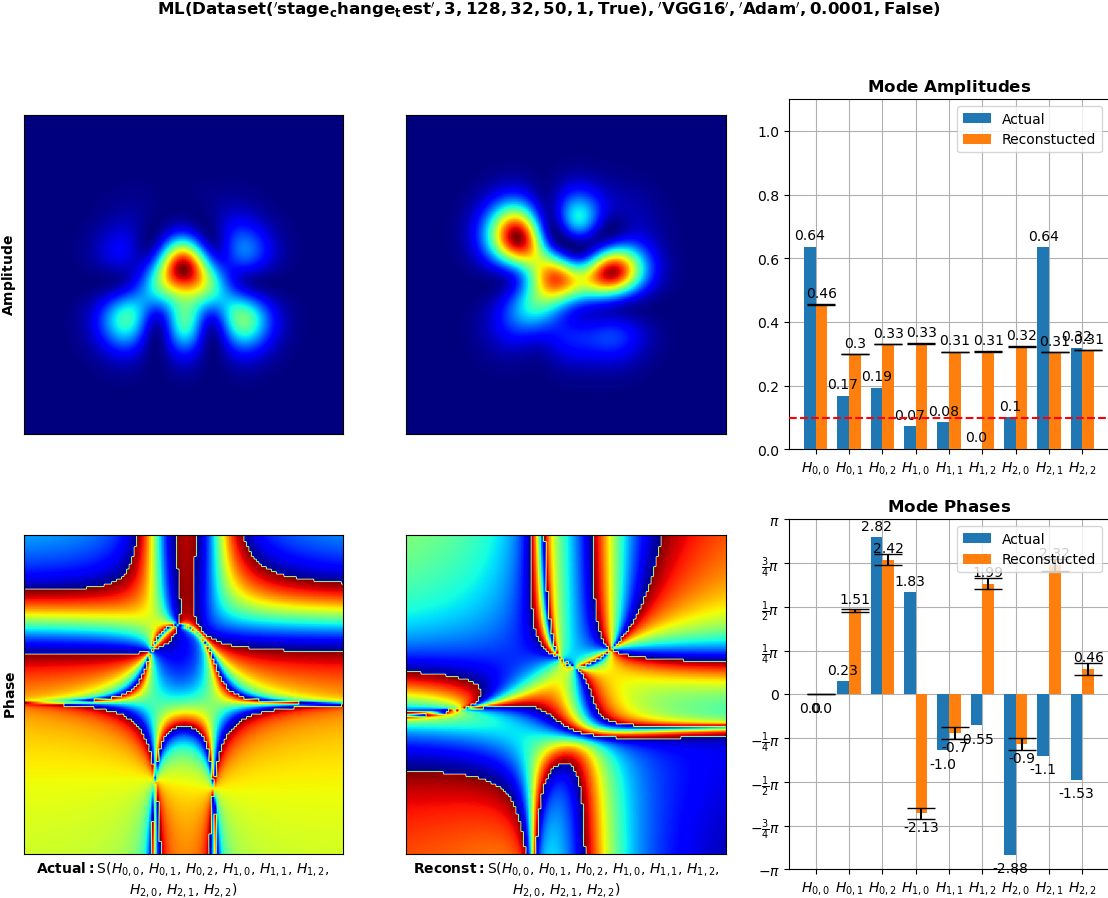 ML(Dataset('stage_change_test', 3, 128, 32, 50, 1, True), 'VGG16', 'Adam', 0.0001, False)
Amplitude
Mode Amplitudes
Actual
Reconstucted
1.0
0.8
0.6
0.4
0.2
0.0
0.64
0.46
0.17
0.3
0.19
0.33
0.07
0.33
0.08
0.31
0.0
0.31
0.1
0.32
0.64
0.31
0.32
0.31
H0,0 H0,1 H0,2 H1,0 H1,1 H1,2 H2,0 H2,1 H2,2
Phase
Mode Phases
Actual
Reconstucted
π
3/4π
1/2π
1/4π
0
−1/4π
−1/2π
−3/4π
−π
0.0
0.0
0.23
1.51
2.82
2.42
1.83
-2.13
-1.0
-0.7
-0.55
1.99
-2.88
-0.9
-1.1
2.32
-1.53
0.46
H0,0 H0,1 H0,2 H1,0 H1,1 H1,2 H2,0 H2,1 H2,2
Actual: S(H0,0, H0,1, H0,2, H1,0, H1,1, H1,2,
H2,0, H2,1, H2,2)
Reconst: S(H0,0, H0,1, H0,2, H1,0, H1,1, H1,2,
H2,0, H2,1, H2,2)